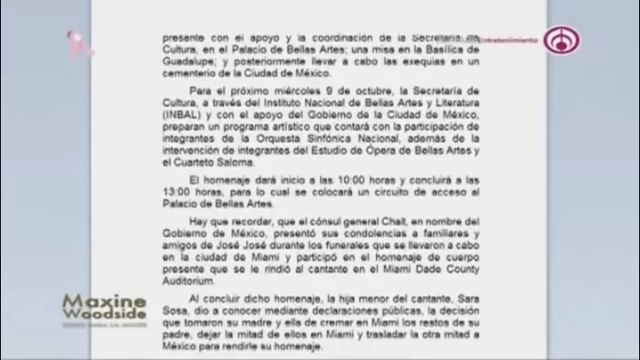 presente con el apoyo y la coordinación de la Secretaría de
Entretenimiento
Cultura, en el Palacio de Bellas Artes; una misa en la Basílica de
Guadalupe; y posteriormente llevar a cabo las exequias en un
cementerio de la Ciudad de México.
Para el próximo miércoles 9 de octubre, la Secretaría de
Cultura, a través del Instituto Nacional de Bellas Artes y Literatura
(INBAL) y con el apoyo del Gobierno de la Ciudad de México,
preparan un programa artístico que contará con la participación de
integrantes de la Orquesta Sinfónica Nacional, además de la
intervención de integrantes del Estudio de Ópera de Bellas Artes y
el Cuarteto Saloma.
El homenaje dará inicio a las 10:00 horas y concluirá a las
13:00 horas, para lo cual se colocará un circuito de acceso al
Palacio de Bellas Artes.
Hay que recordar, que el cónsul general Chait, en nombre del
Gobierno de México, presentó sus condolencias a familiares y
amigos de José José durante los funerales que se llevaron a cabo
en la ciudad de Miami y participó en el homenaje de cuerpo
presente que se le rindió al cantante en el Miami Dade County
Auditorium.
Al concluir dicho homenaje, la hija menor del cantante, Sara
Sosa, dio a conocer mediante declaraciones públicas, la decisión
que tomaron su madre y ella de cremar en Miami los restos de su
padre, dejar la mitad de ellos en Miami y trasladar la otra mitad a
México para rendirle su homenaje.
Maxine
Woodside